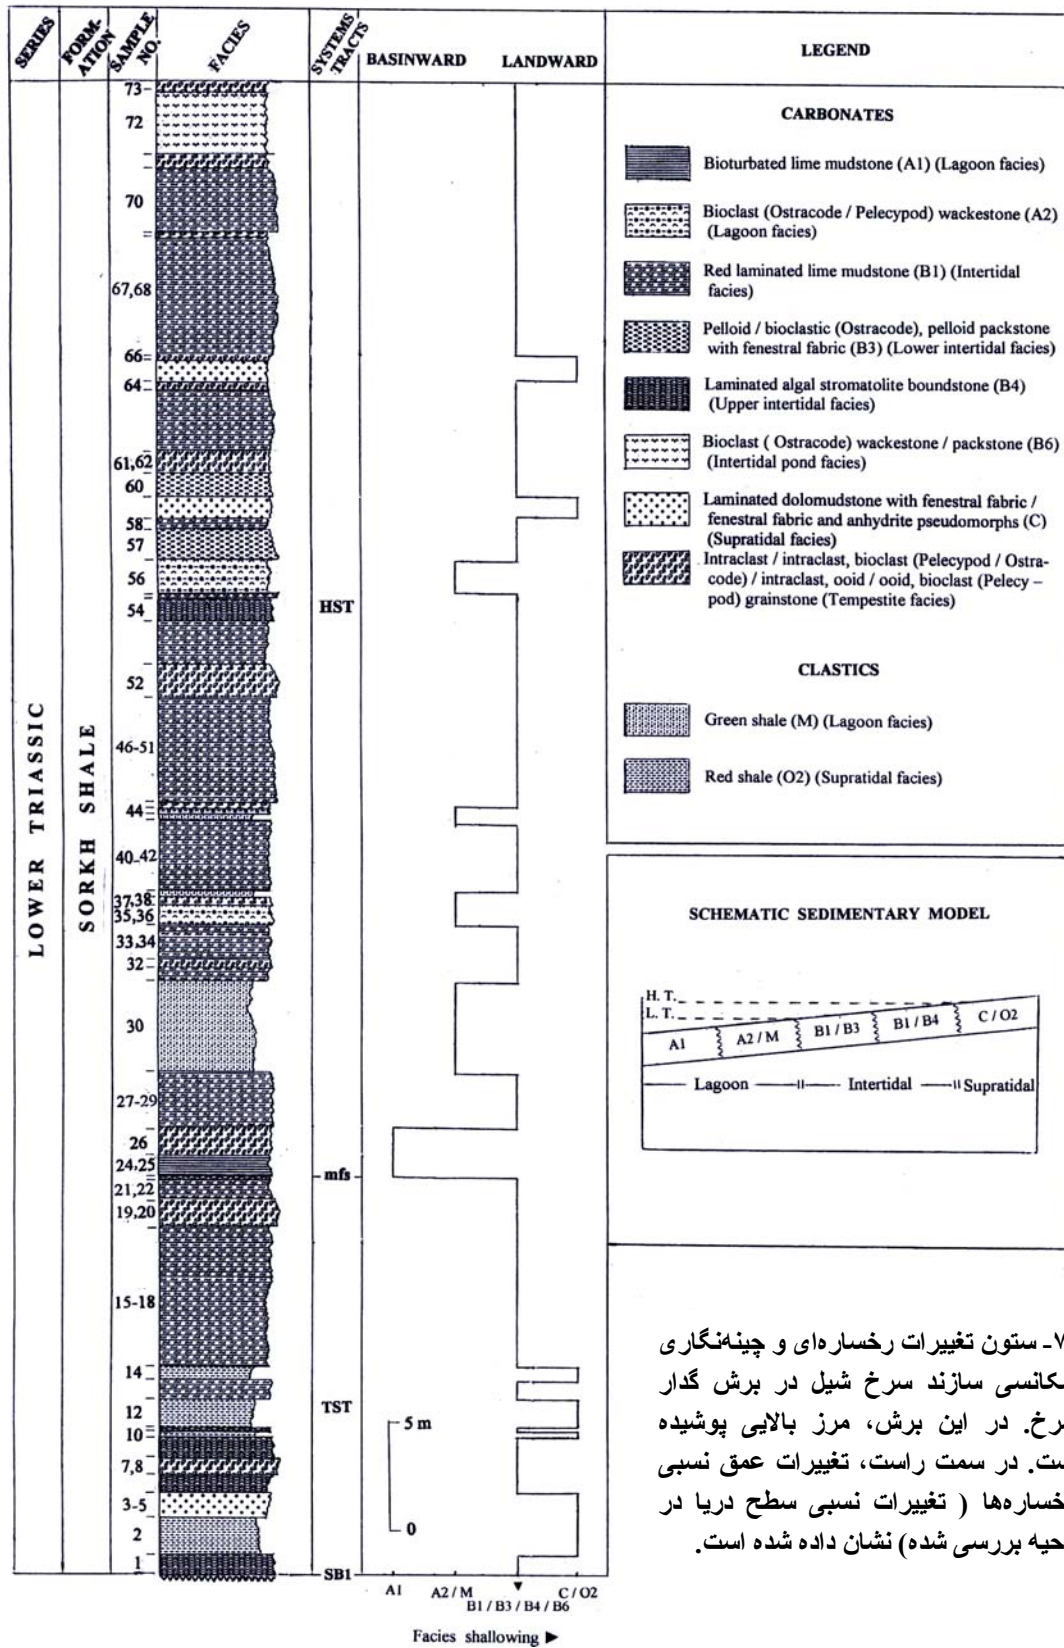 SERIES
FORM-
ATION
SAMPLE
NO.
FACIES
SYSTEMS
TRACTS
BASINWARD LANDWARD
LEGEND
73
72
70
67,68
66
64
61,62
60
58
57
56
54
52
46-51
44
40-42
37,38
35,36
33,34
32
30
27-29
26
24,25
21,22
19,20
15-18
14
12
10
7,8
3-5
2
1
LOWER TRIASSIC
SORKH SHALE
HST
mfs
TST
SB1
5 m
0
A1 A2/M C/O2
B1/B3/B4/B6
Facies shallowing ►
CARBONATES
Bioturbated lime mudstone (A1) (Lagoon facies)
Bioclast (Ostracode / Pelecypod) wackestone (A2)
(Lagoon facies)
Red laminated lime mudstone (B1) (Intertidal
facies)
Pelloid / bioclastic (Ostracode), pelloid packstone
with fenestral fabric (B3) (Lower intertidal facies)
Laminated algal stromatolite boundstone (B4)
(Upper intertidal facies)
Bioclast ( Ostracode) wackestone / packstone (B6)
(Intertidal pond facies)
Laminated dolomudstone with fenestral fabric /
fenestral fabric and anhydrite pseudomorphs (C)
(Supratidal facies)
Intraclast / intraclast, bioclast (Pelecypod / Ostra-
code) / intraclast, ooid / ooid, bioclast (Pelecy –
pod) grainstone (Tempestite facies)
CLASTICS
Green shale (M) (Lagoon facies)
Red shale (O2) (Supratidal facies)
SCHEMATIC SEDIMENTARY MODEL
H. T.
L. T.
A1 A2 / M B1 / B3 B1 / B4 C / O2
Lagoon Intertidal Supratidal
۷- ستون تغییرات رخساره‌ای و چینه‌نگاری
کانسی سازند سرخ شیل در برش گدار
رخ. در این برش، مرز بالایی پوشیده
ست. در سمت راست، تغییرات عمق نسبی
خساره‌ها ( تغییرات نسبی سطح دریا در
حیه بررسی شده) نشان داده شده است.